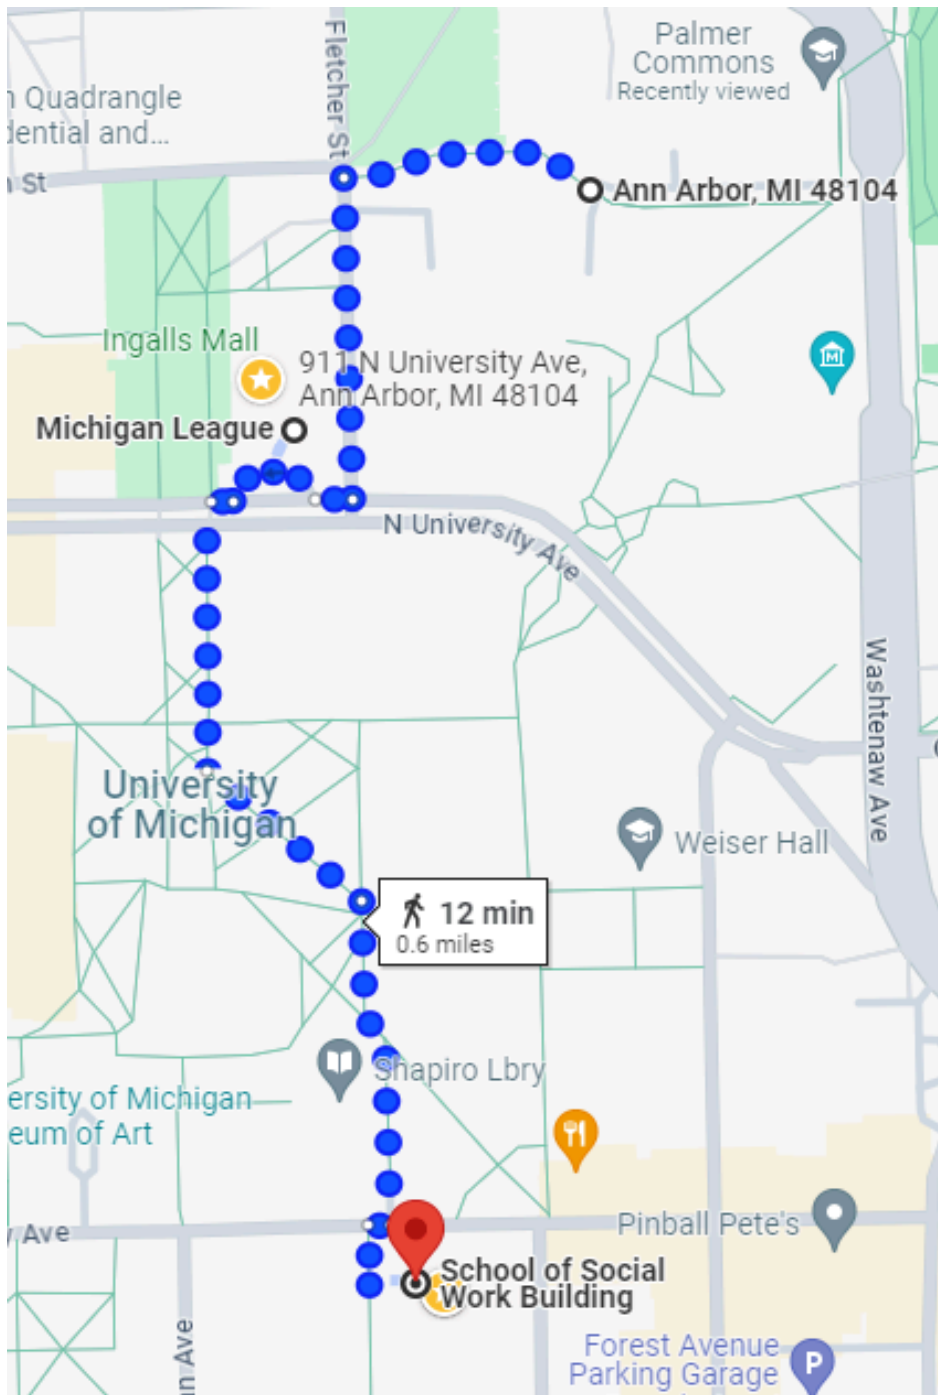 Fletcher St
Palmer
Commons
Recently viewed
n Quadrangle
dential and...
n St
Ann Arbor, MI 48104
Ingalls Mall
911 N University Ave,
Ann Arbor, MI 48104
Michigan League
N University Ave
Washtenaw Ave
University
of Michigan
Weiser Hall
12 min
0.6 miles
Shapiro Lbry
ersity of Michigan
eum of Art
y Ave
Pinball Pete's
School of Social
Work Building
an Ave
Forest Avenue
Parking Garage
P
M